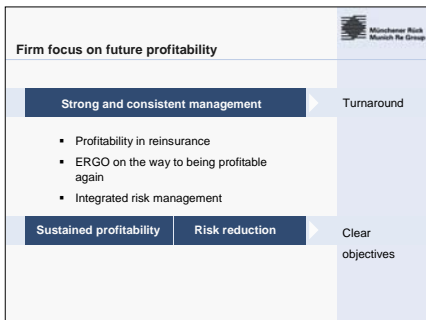 Münchener Rück
Munich Re Group
Firm focus on future profitability
Strong and consistent management
Turnaround
▪ Profitability in reinsurance
▪ ERGO on the way to being profitable
again
▪ Integrated risk management
Sustained profitability
Risk reduction
Clear
objectives